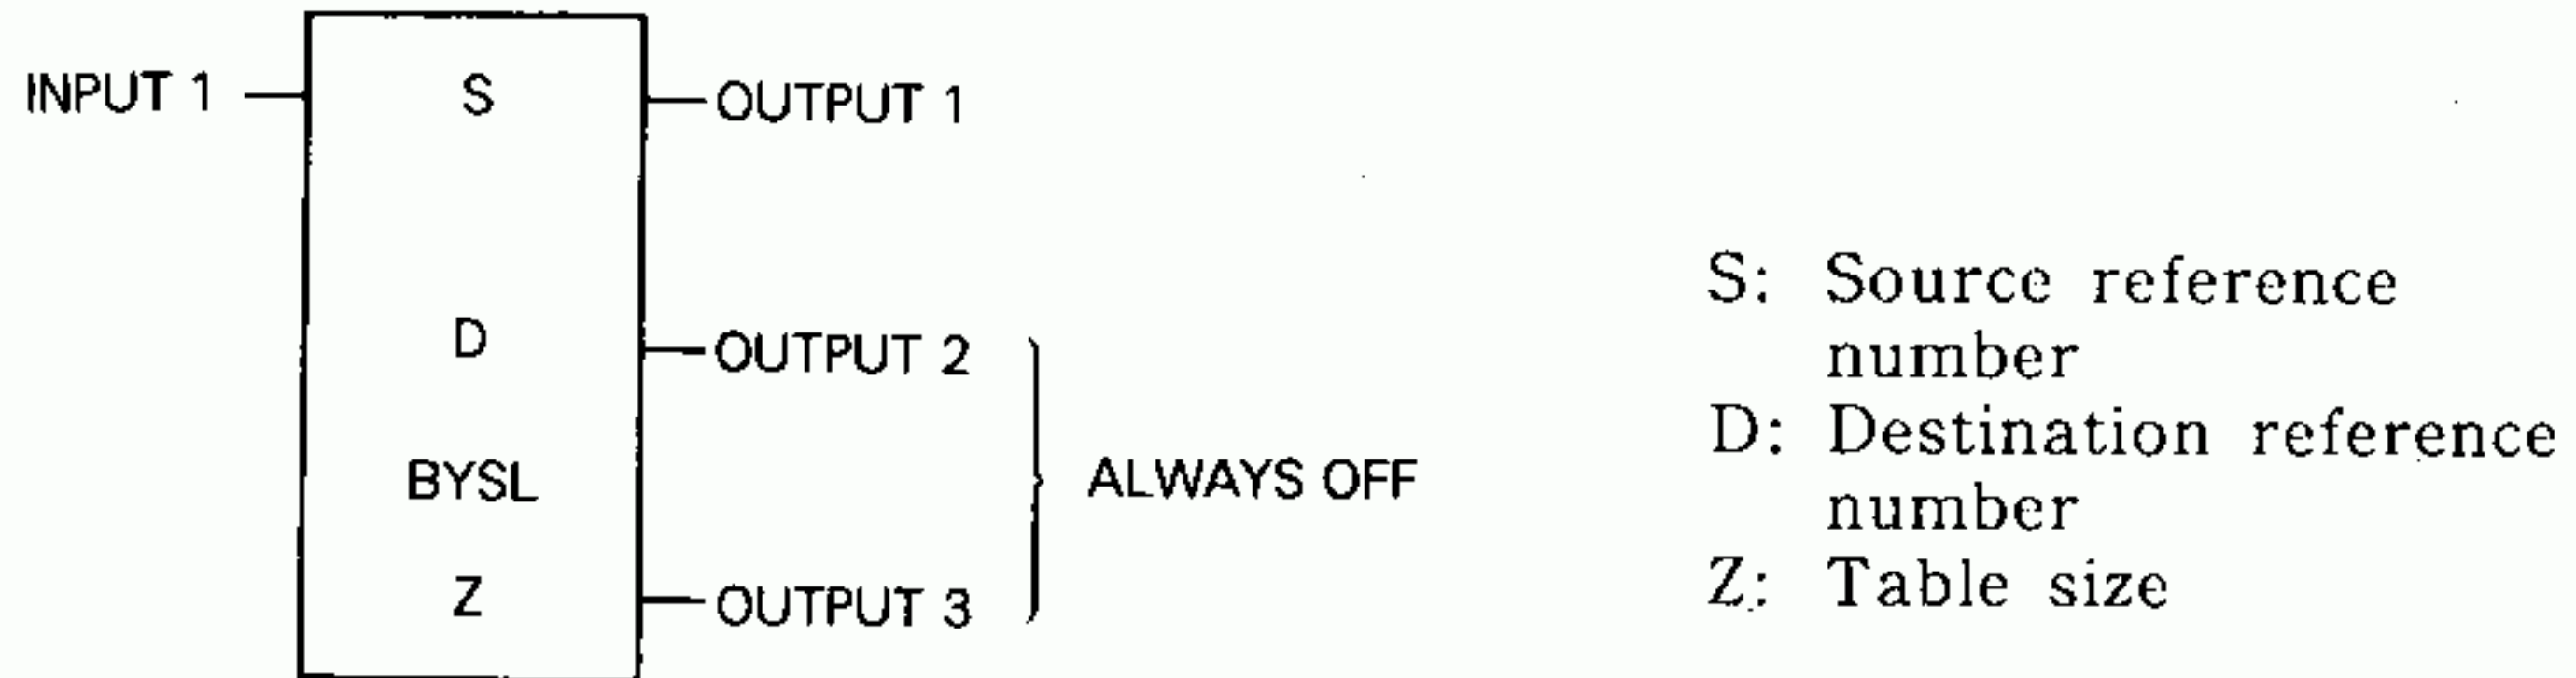 INPUT 1
S
OUTPUT 1
D
OUTPUT 2
BYSL
ALWAYS OFF
Z
OUTPUT 3
S: Source reference
number
D: Destination reference
number
Z: Table size